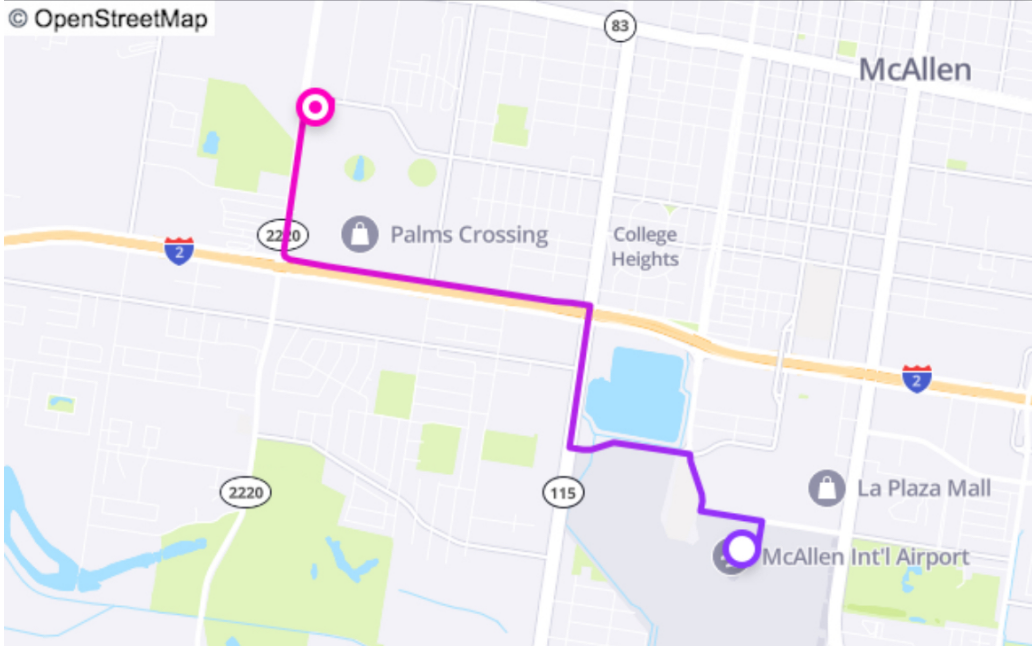 © OpenStreetMap
83
McAllen
2220
Palms Crossing
College
Heights
2
2
2220
115
La Plaza Mall
McAllen Int'l Airport